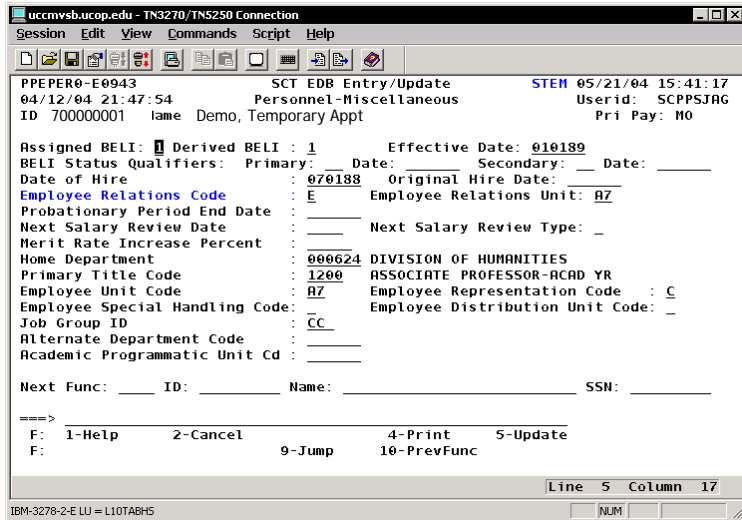 uccmvsb.ucop.edu - TN3270/TN5250 Connection
Session Edit View Commands Script Help
PPEPER0-E0943 SCT EDB Entry/Update STEM 05/21/04 15:41:17
04/12/04 21:47:54 Personnel-Miscellaneous Userid: SCPPSJAG
ID 700000001 lame Demo, Temporary Appt Pri Pay: MO
Assigned BELI: 1 Derived BELI : 1 Effective Date: 010189
BELI Status Qualifiers: Primary: __ Date: ______ Secondary: __ Date: ______
Date of Hire : 070188 Original Hire Date: ______
Employee Relations Code : E Employee Relations Unit: A7
Probationary Period End Date : ______
Next Salary Review Date : ____ Next Salary Review Type: _
Merit Rate Increase Percent : _____
Home Department : 000624 DIVISION OF HUMANITIES
Primary Title Code : 1200 ASSOCIATE PROFESSOR-ACAD YR
Employee Unit Code : A7 Employee Representation Code : C
Employee Special Handling Code: _ Employee Distribution Unit Code: _
Job Group ID : CC_
Alternate Department Code : ______
Academic Programmatic Unit Cd : ______
Next Func: ____ ID: _________ Name: __________________________ SSN: _________
===> ________________________________________________________
F: 1-Help 2-Cancel 4-Print 5-Update
F: 9-Jump 10-PrevFunc
Line 5 Column 17
IBM-3278-2-E LU = L10TABH5 NUM